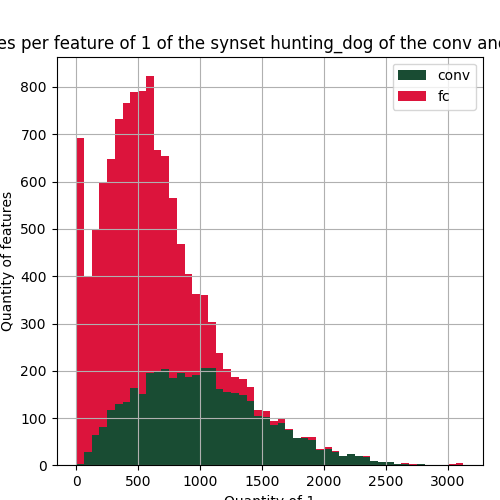 es per feature of 1 of the synset hunting_dog of the conv an
conv
fc
Quantity of features
800
700
600
500
400
300
200
100
0
0 500 1000 1500 2000 2500 3000
Quantity of 1